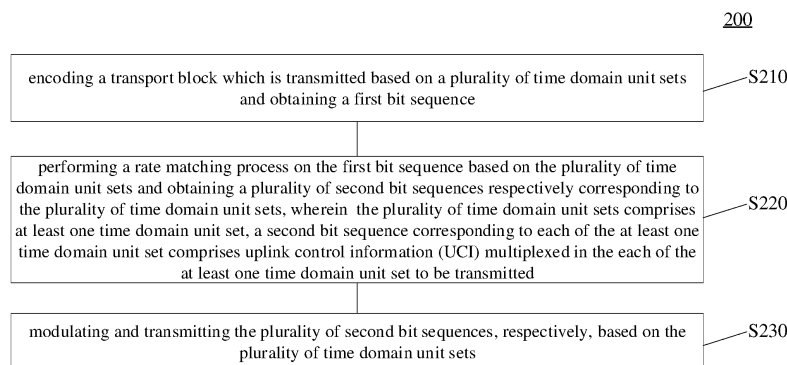 200
encoding a transport block which is transmitted based on a plurality of time domain unit sets
and obtaining a first bit sequence
S210
performing a rate matching process on the first bit sequence based on the plurality of time
domain unit sets and obtaining a plurality of second bit sequences respectively corresponding to
the plurality of time domain unit sets, wherein the plurality of time domain unit sets comprises
at least one time domain unit set, a second bit sequence corresponding to each of the at least one
time domain unit set comprises uplink control information (UCI) multiplexed in the each of the
at least one time domain unit set to be transmitted
S220
modulating and transmitting the plurality of second bit sequences, respectively, based on the
plurality of time domain unit sets
S230